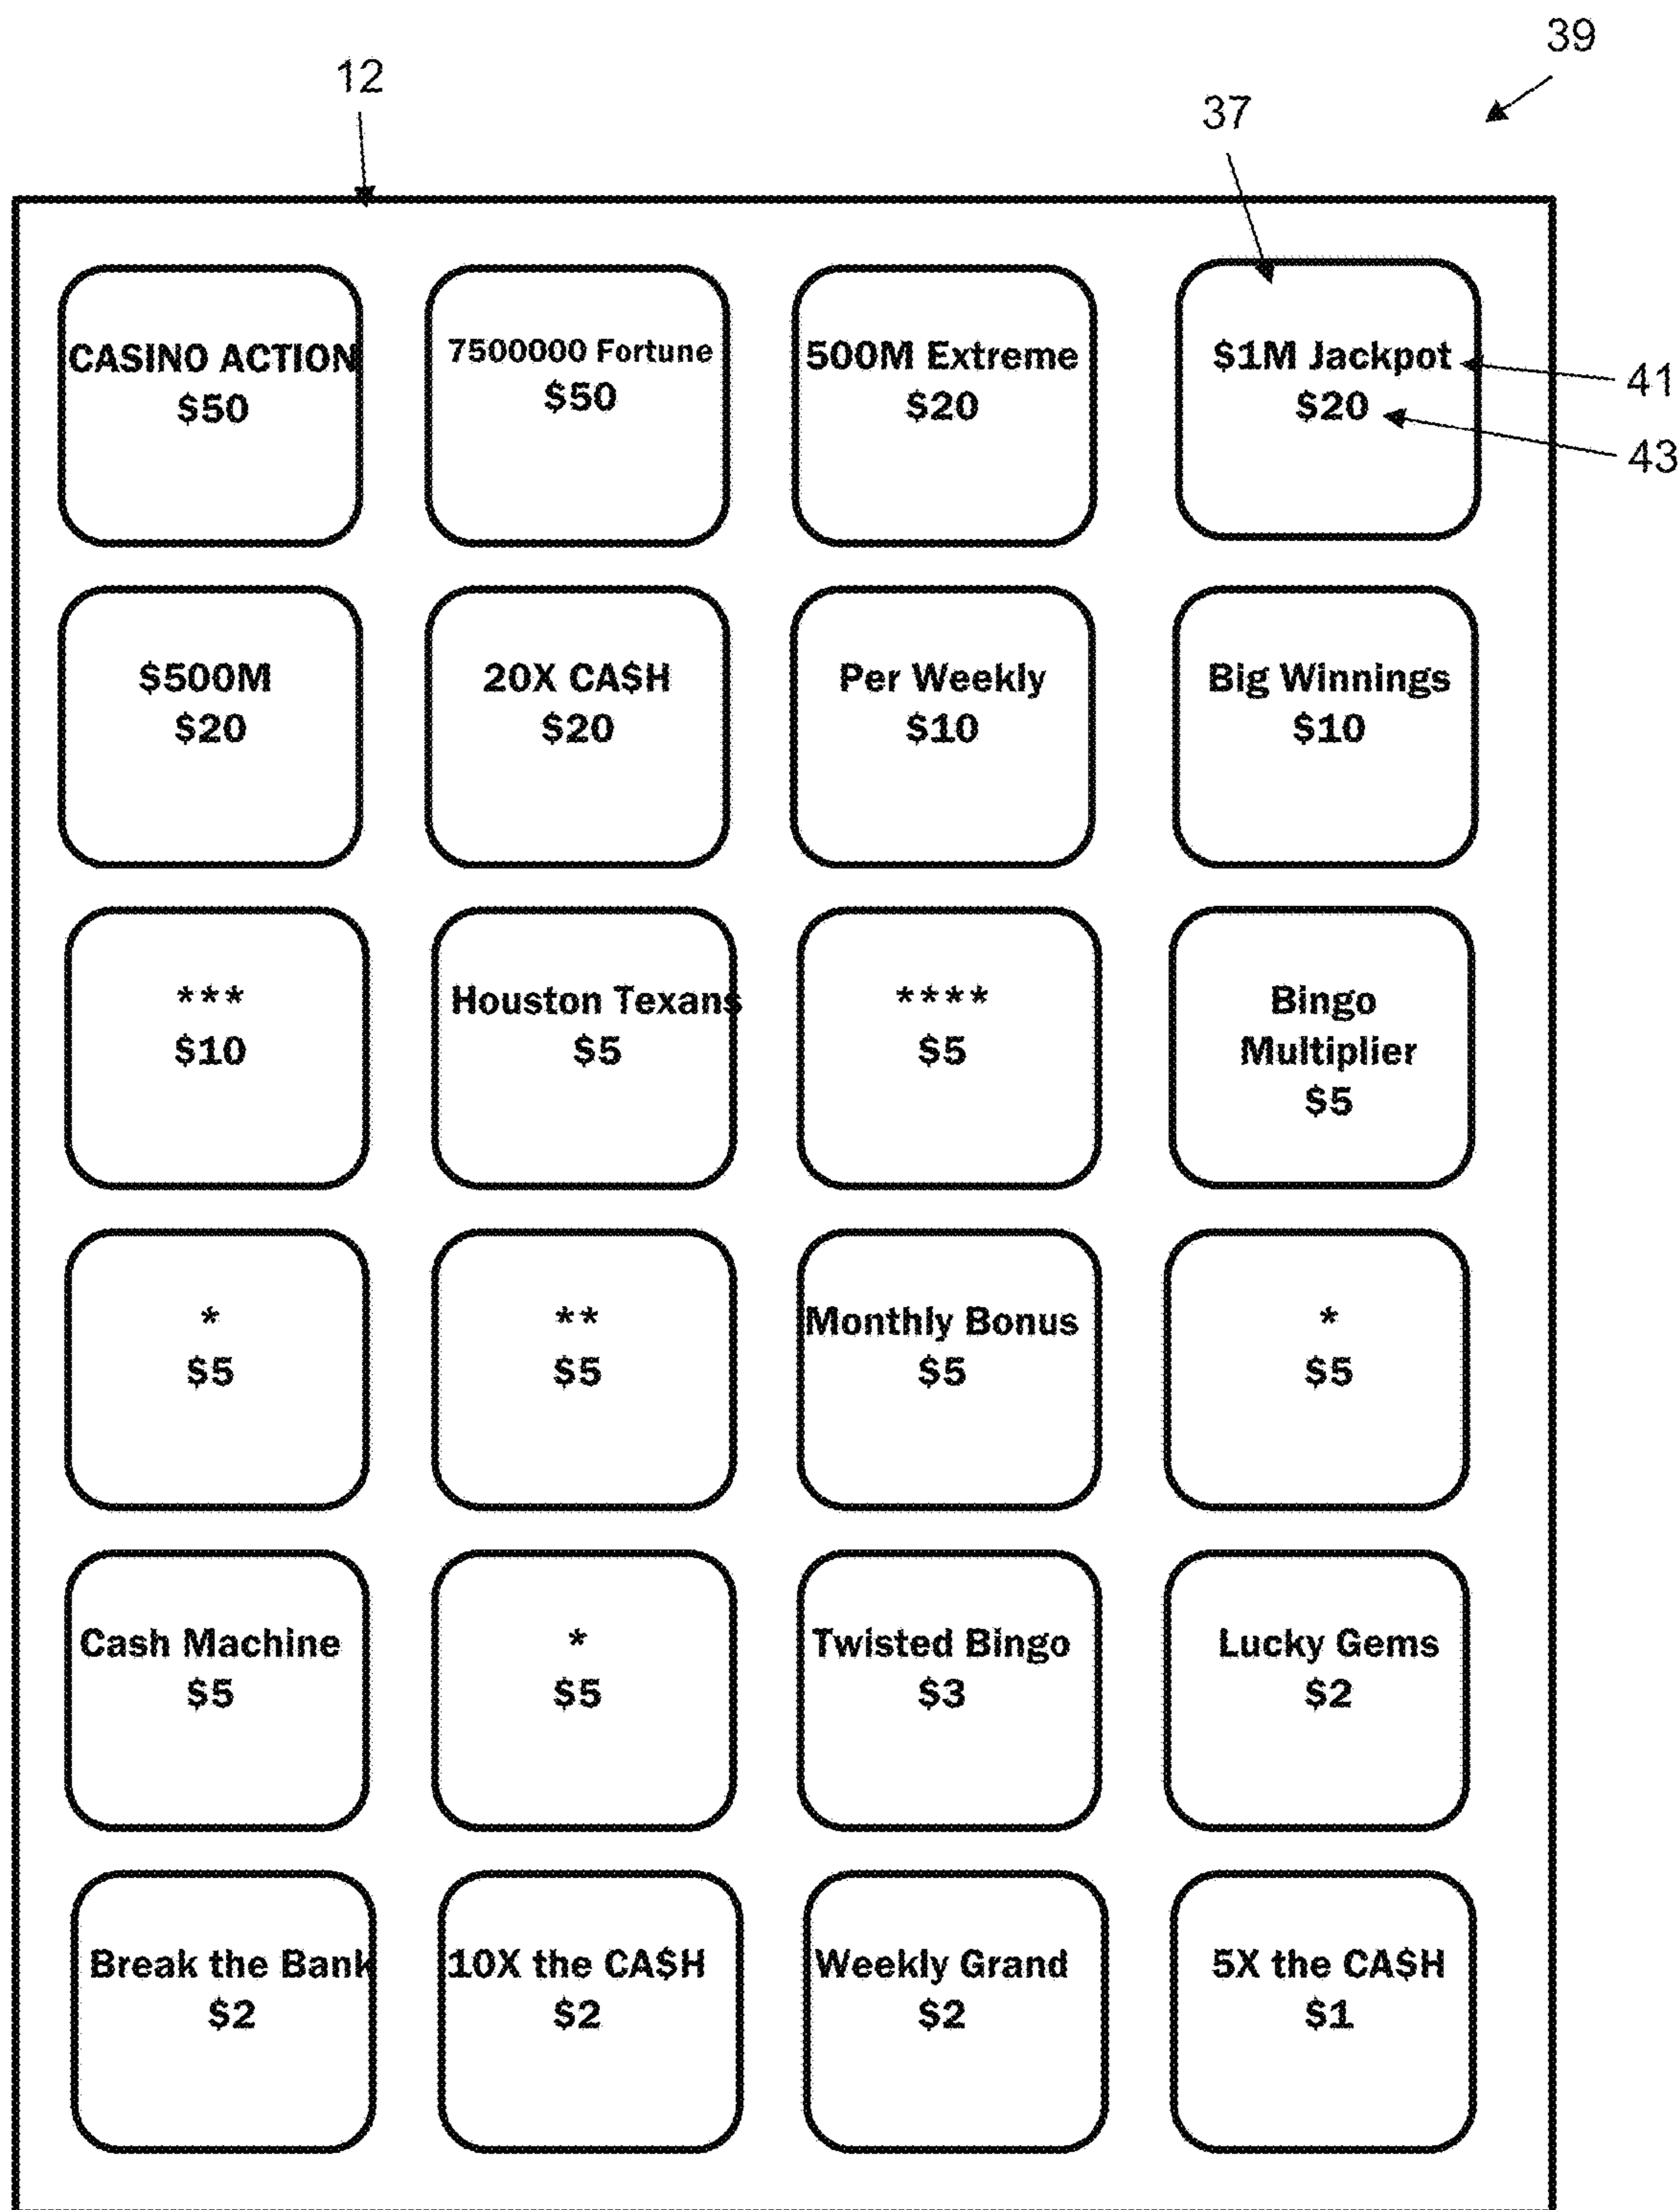 39
12
37
CASINO ACTION
$50
7500000 Fortune
$50
500M Extreme
$20
$1M Jackpot
$20
41
43
$500M
$20
20X CA$H
$20
Per Weekly
$10
Big Winnings
$10
***
$10
Houston Texans
$5
****
$5
Bingo
Multiplier
$5
*
$5
**
$5
Monthly Bonus
$5
*
$5
Cash Machine
$5
*
$5
Twisted Bingo
$3
Lucky Gems
$2
Break the Bank
$2
10X the CA$H
$2
Weekly Grand
$2
5X the CA$H
$1